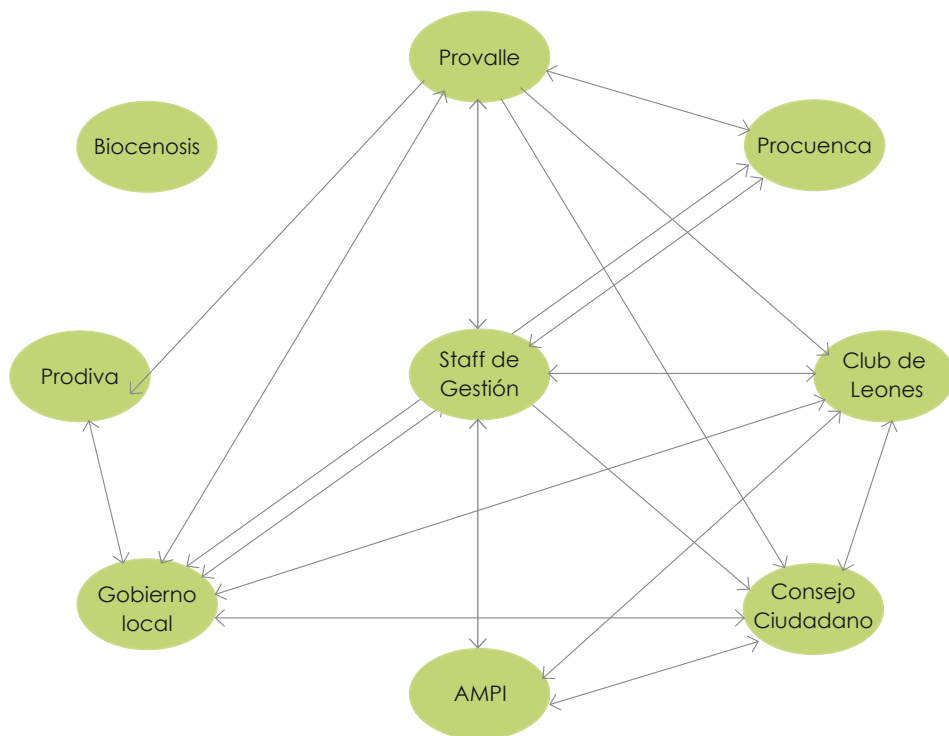 Provalle
Biocenosis
Procuenca
Staff de
Gestión
Club de
Leones
Prodiva
Gobierno
local
Consejo
Ciudadano
AMPI